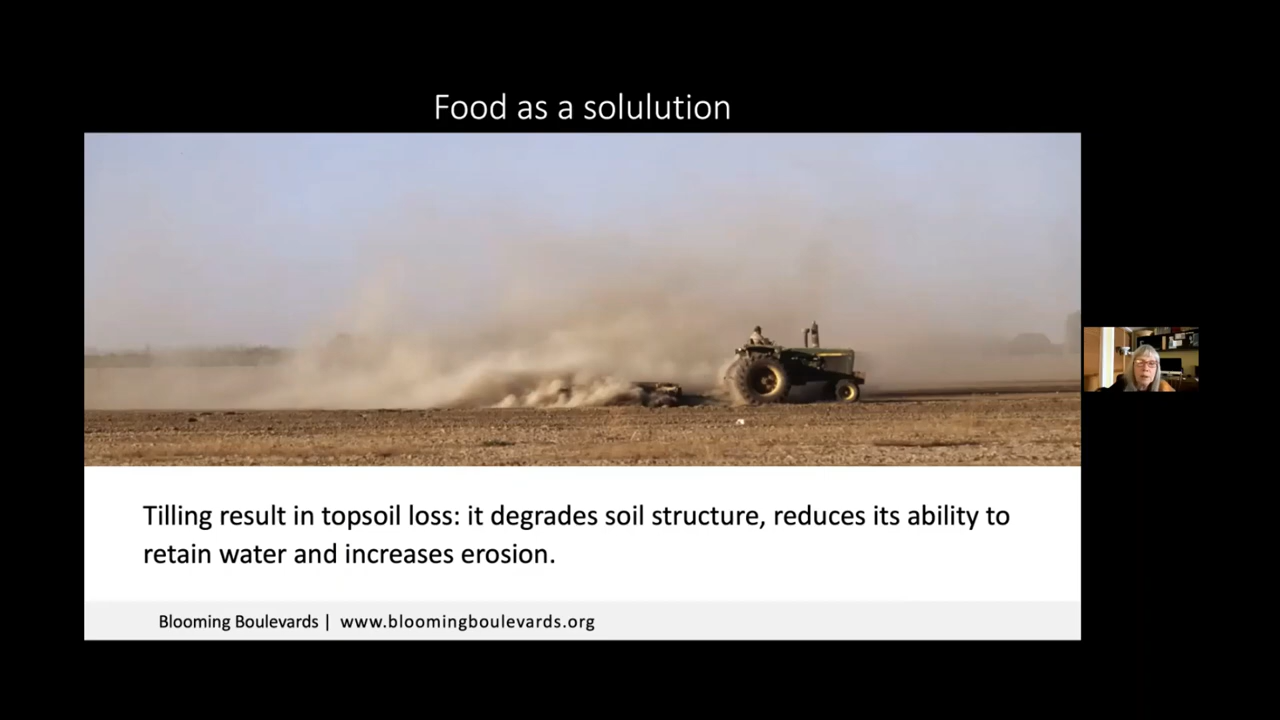 Food as a solulution
Tilling result in topsoil loss: it degrades soil structure, reduces its ability to
retain water and increases erosion.
Blooming Boulevards | www.bloomingboulevards.org